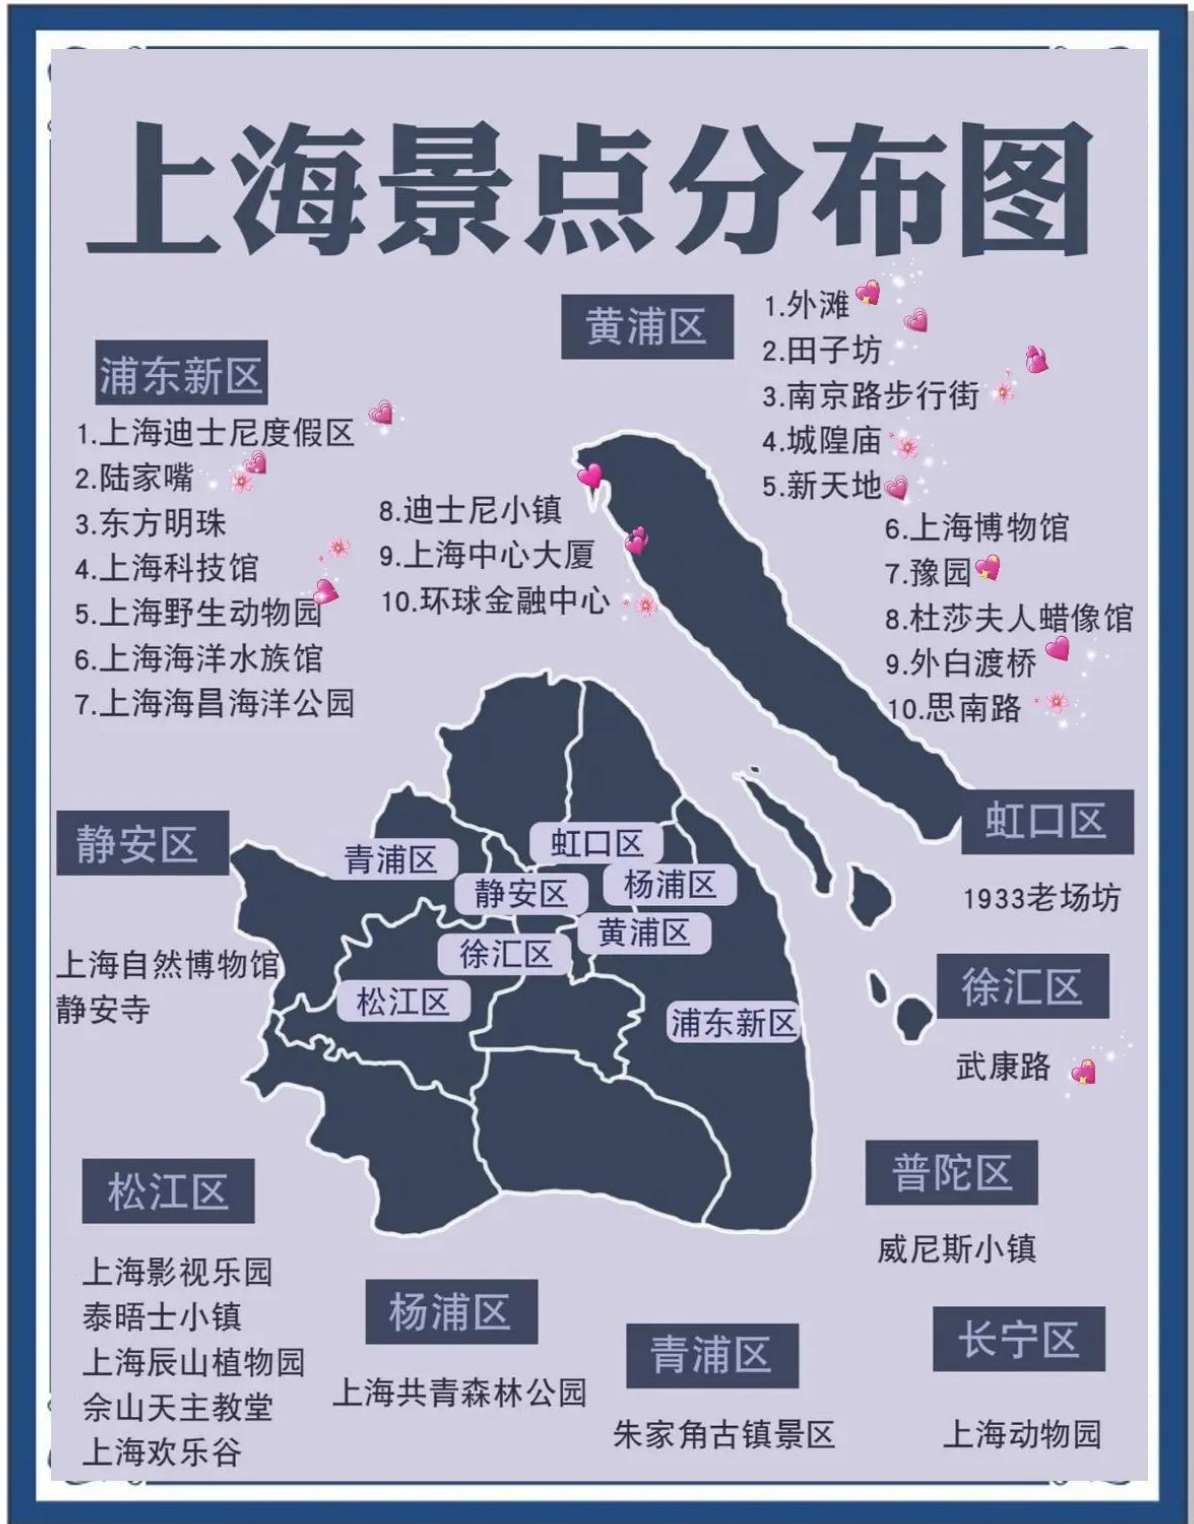 上海景点分布图
黄浦区
1.外滩
2.田子坊
3.南京路步行街
4.城隍庙
5.新天地
6.上海博物馆
7.豫园
8.杜莎夫人蜡像馆
9.外白渡桥
10.思南路
浦东新区
1.上海迪士尼度假区
2.陆家嘴
3.东方明珠
4.上海科技馆
5.上海野生动物园
6.上海海洋水族馆
7.上海海昌海洋公园
8.迪士尼小镇
9.上海中心大厦
10.环球金融中心
静安区
上海自然博物馆
静安寺
青浦区
虹口区
静安区
杨浦区
黄浦区
徐汇区
松江区
浦东新区
虹口区
1933老场坊
徐汇区
武康路
普陀区
威尼斯小镇
松江区
上海影视乐园
泰晤士小镇
上海辰山植物园
佘山天主教堂
上海欢乐谷
杨浦区
上海共青森林公园
青浦区
朱家角古镇景区
长宁区
上海动物园